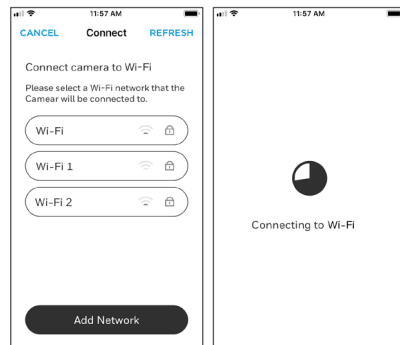 11:57 AM
CANCEL Connect REFRESH
Connect camera to Wi-Fi
Please select a Wi-Fi network that the
Camear will be connected to.
Wi-Fi
Wi-Fi 1
Wi-Fi 2
Add Network
11:57 AM
Connecting to Wi-Fi